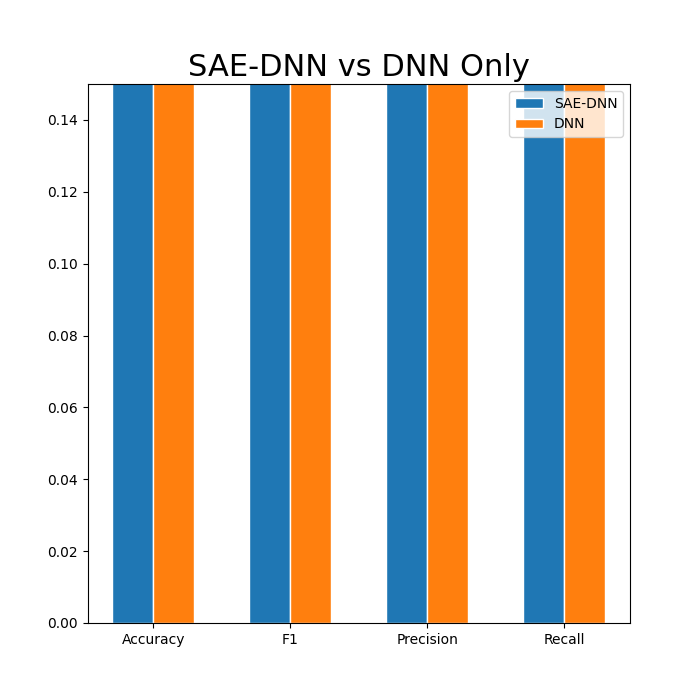 SAE-DNN vs DNN Only
SAE-DNN
DNN
0.14
0.12
0.10
0.08
0.06
0.04
0.02
0.00
Accuracy
F1
Precision
Recall